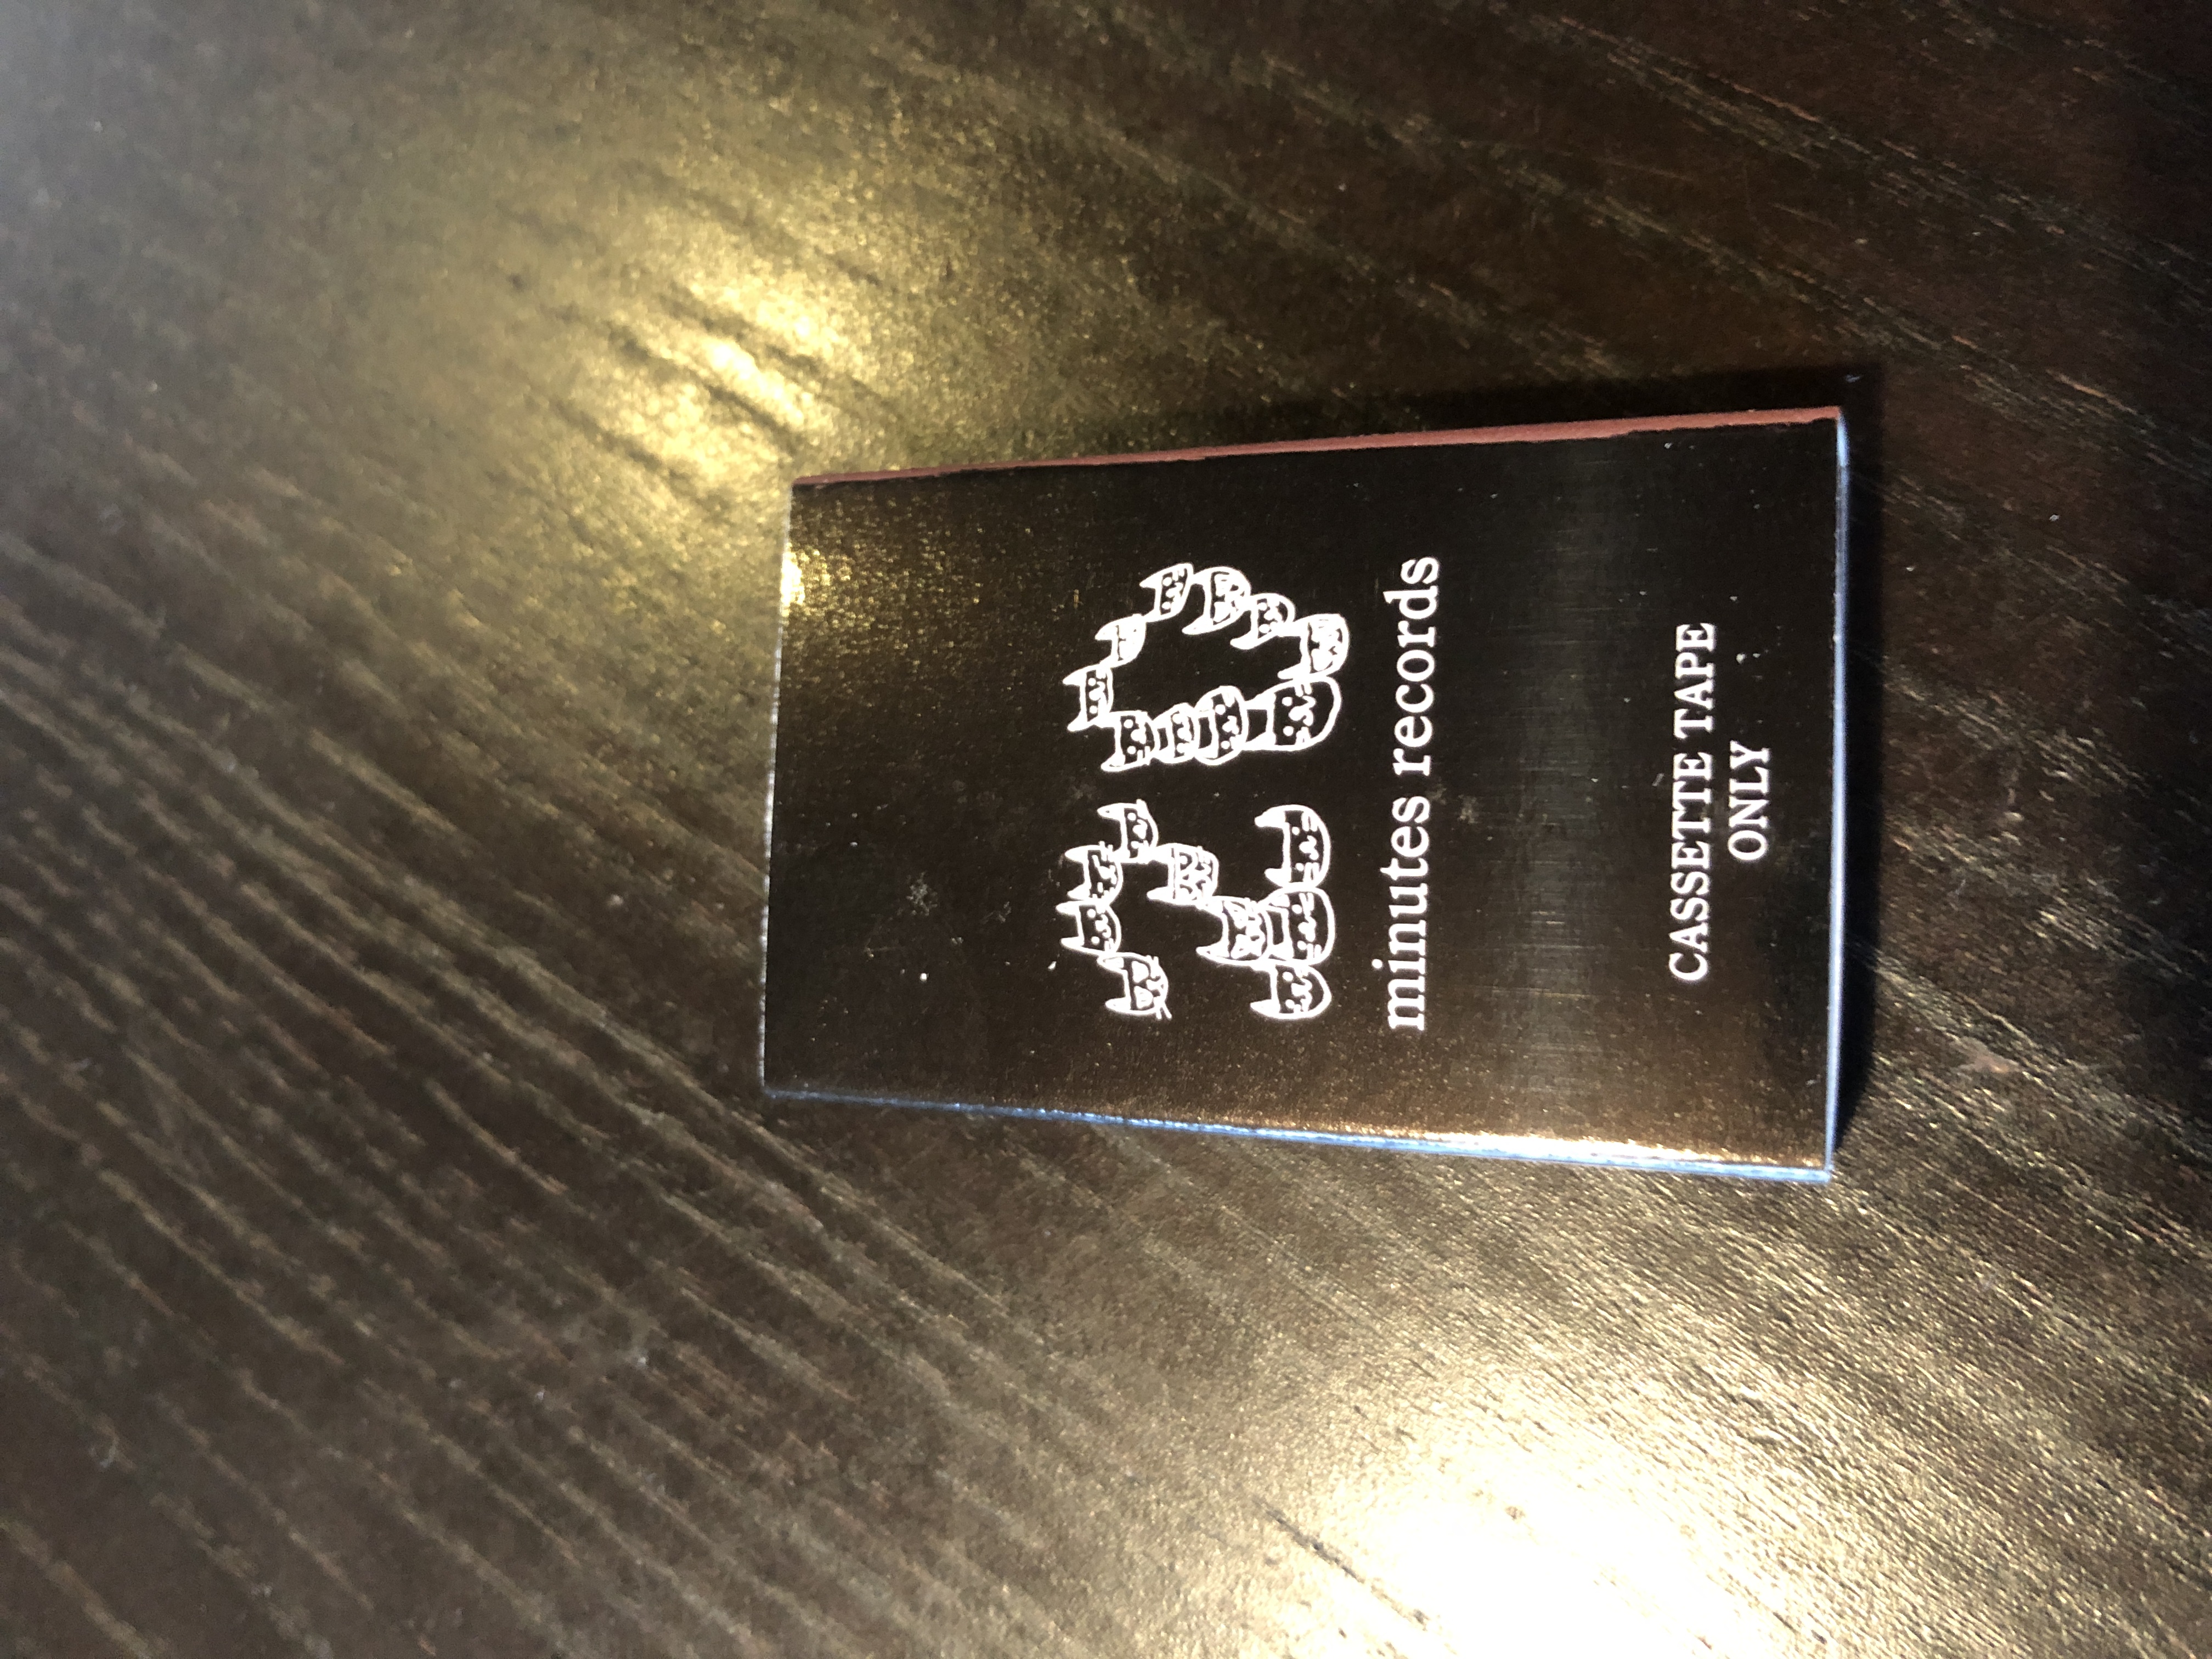 20
minutes records
CASSETTE TAPE
ONLY